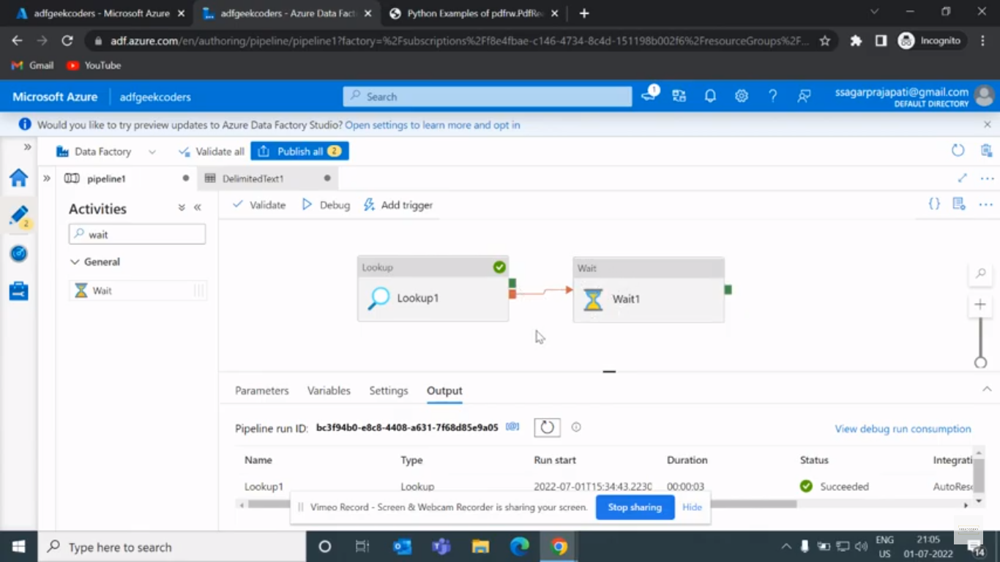 adfgeekcoders - Microsoft Azure
adfgeekcoders - Azure Data Fact
Python Examples of pdfrw.PdfRe
adf.azure.com/en/authoring/pipeline/pipeline1?factory=%2Fsubscriptions%2Ff8e4fbae-c146-4734-8c4d-151198b002f6%2FresourceGroups%2F...
Incognito
Gmail
YouTube
Microsoft Azure
adfgeekcoders
Search
1
ssagarprajapati@gmail.com
DEFAULT DIRECTORY
Would you like to try preview updates to Azure Data Factory Studio? Open settings to learn more and opt in
Data Factory
Validate all
Publish all 2
pipeline1
DelimitedText1
2
Activities
Validate
Debug
Add trigger
wait
General
Wait
Lookup
Lookup1
Wait
Wait1
Parameters
Variables
Settings
Output
Pipeline run ID: bc3f94b0-e8c8-4408-a631-7f68d85e9a05
View debug run consumption
Name Type Run start Duration Status Integrati
Lookup1 Lookup 2022-07-01T15:34:43.2230 00:00:03 Succeeded AutoReso
Vimeo Record - Screen & Webcam Recorder is sharing your screen.
Stop sharing
Hide
Type here to search
ENG
US
21:05
01-07-2022
14